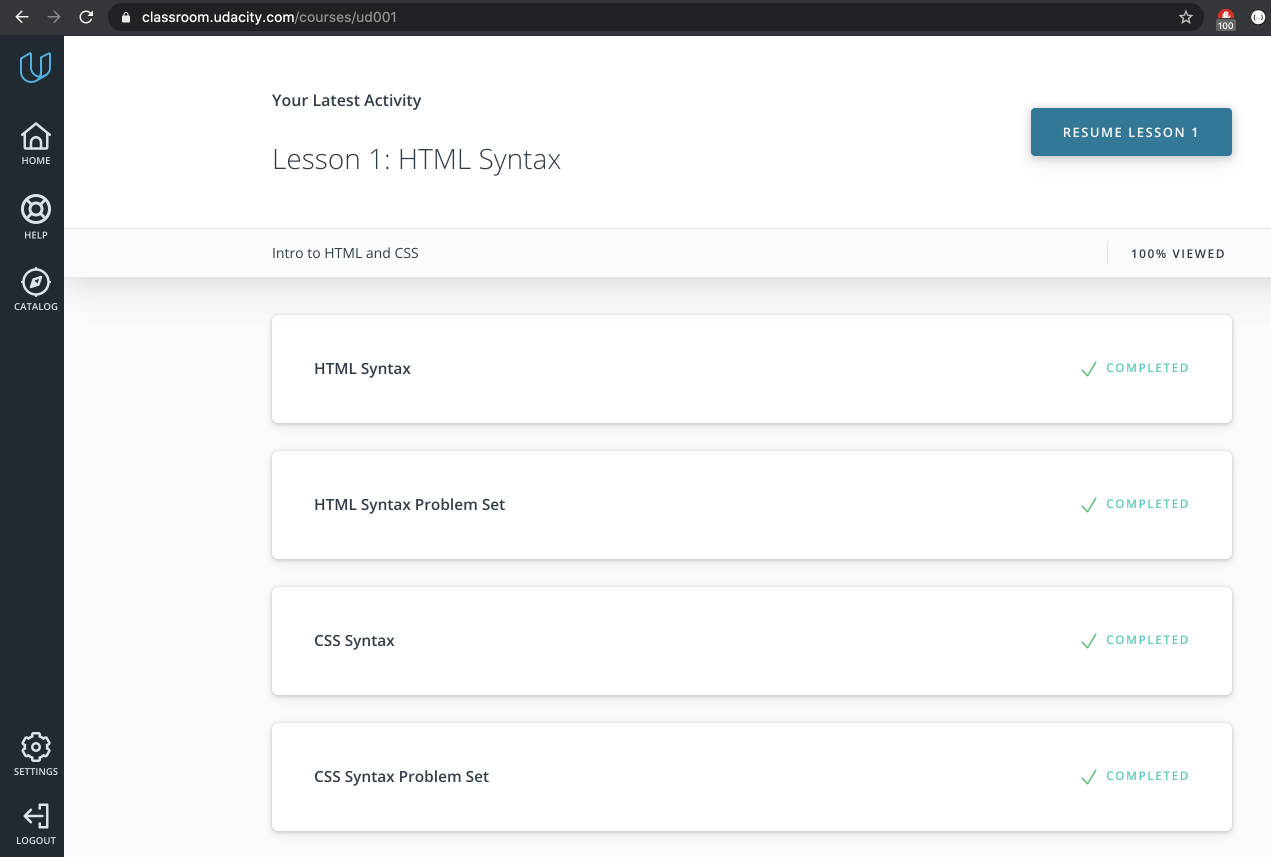 classroom.udacity.com/courses/ud001
100
HOME
HELP
CATALOG
SETTINGS
LOGOUT
Your Latest Activity
Lesson 1: HTML Syntax
RESUME LESSON 1
Intro to HTML and CSS
100% VIEWED
HTML Syntax
COMPLETED
HTML Syntax Problem Set
COMPLETED
CSS Syntax
COMPLETED
CSS Syntax Problem Set
COMPLETED